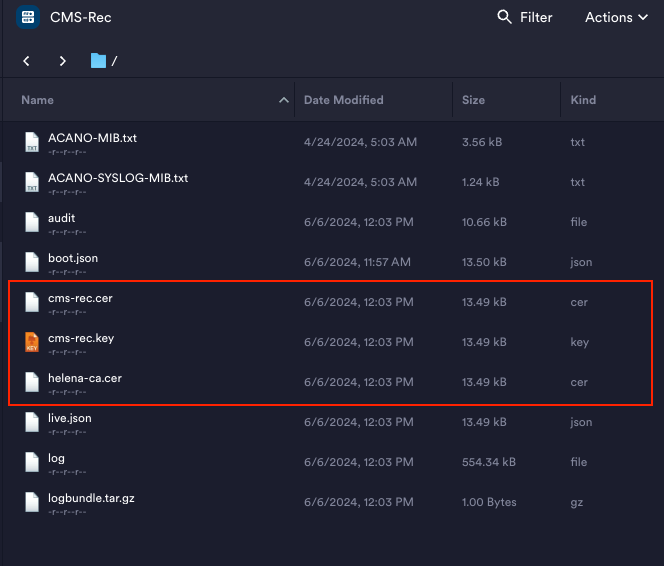 CMS-Rec
Filter
Actions
/
Name
Date Modified
Size
Kind
TXT
ACANO-MIB.txt
-r--r--r--
4/24/2024, 5:03 AM
3.56 kB
txt
TXT
ACANO-SYSLOG-MIB.txt
-r--r--r--
4/24/2024, 5:03 AM
1.24 kB
txt
audit
-r--r--r--
6/6/2024, 12:03 PM
10.66 kB
file
boot.json
-r--r--r--
6/6/2024, 11:57 AM
13.50 kB
json
cms-rec.cer
-r--r--r--
6/6/2024, 12:03 PM
13.49 kB
cer
KEY
cms-rec.key
-r--r--r--
6/6/2024, 12:03 PM
13.49 kB
key
helena-ca.cer
-r--r--r--
6/6/2024, 12:03 PM
13.49 kB
cer
live.json
-r--r--r--
6/6/2024, 12:03 PM
13.49 kB
json
log
-r--r--r--
6/6/2024, 12:03 PM
554.34 kB
file
logbundle.tar.gz
-r--r--r--
6/6/2024, 12:03 PM
1.00 Bytes
gz